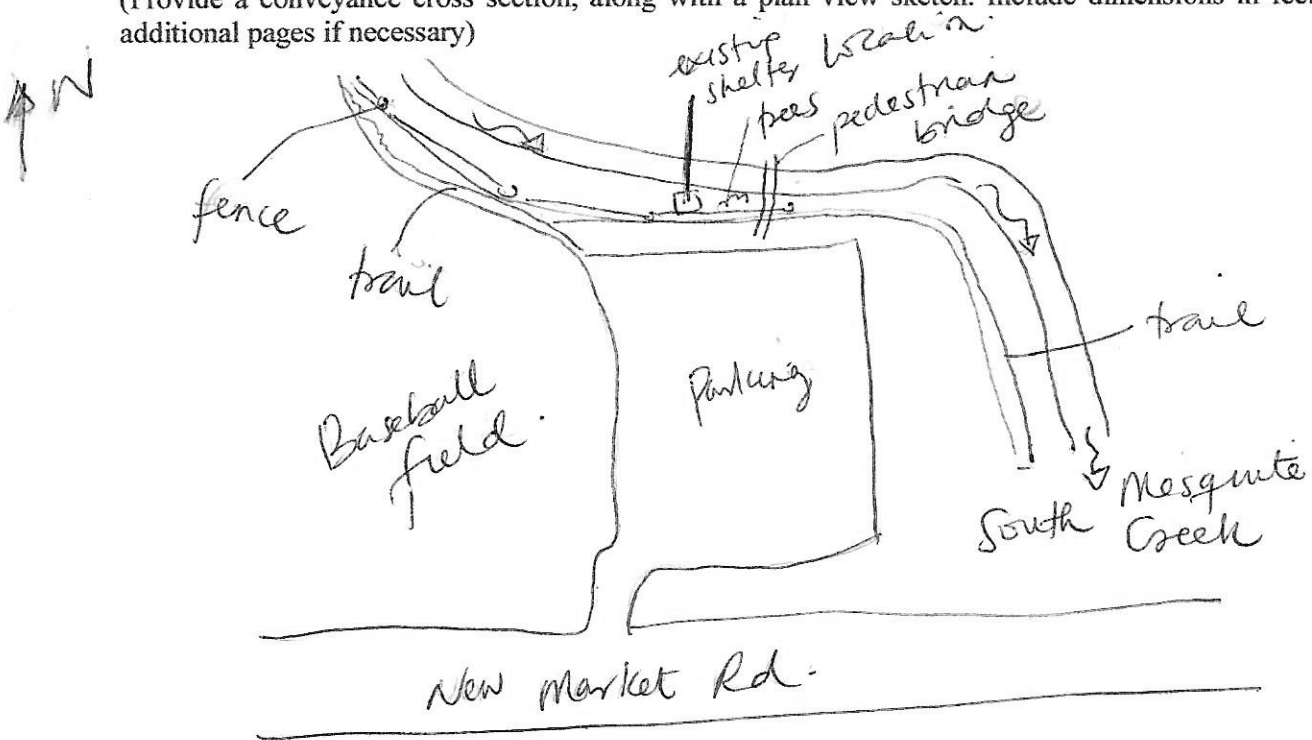 (Provide a conveyance cross section, along with a plan view sketch. Include dimensions in feet
additional pages if necessary)
N
existing
shelter location.
trees
pedestrian
bridge
fence
trail
trail
Baseball
field.
Parking
South Mesquite
Creek
New Market Rd.